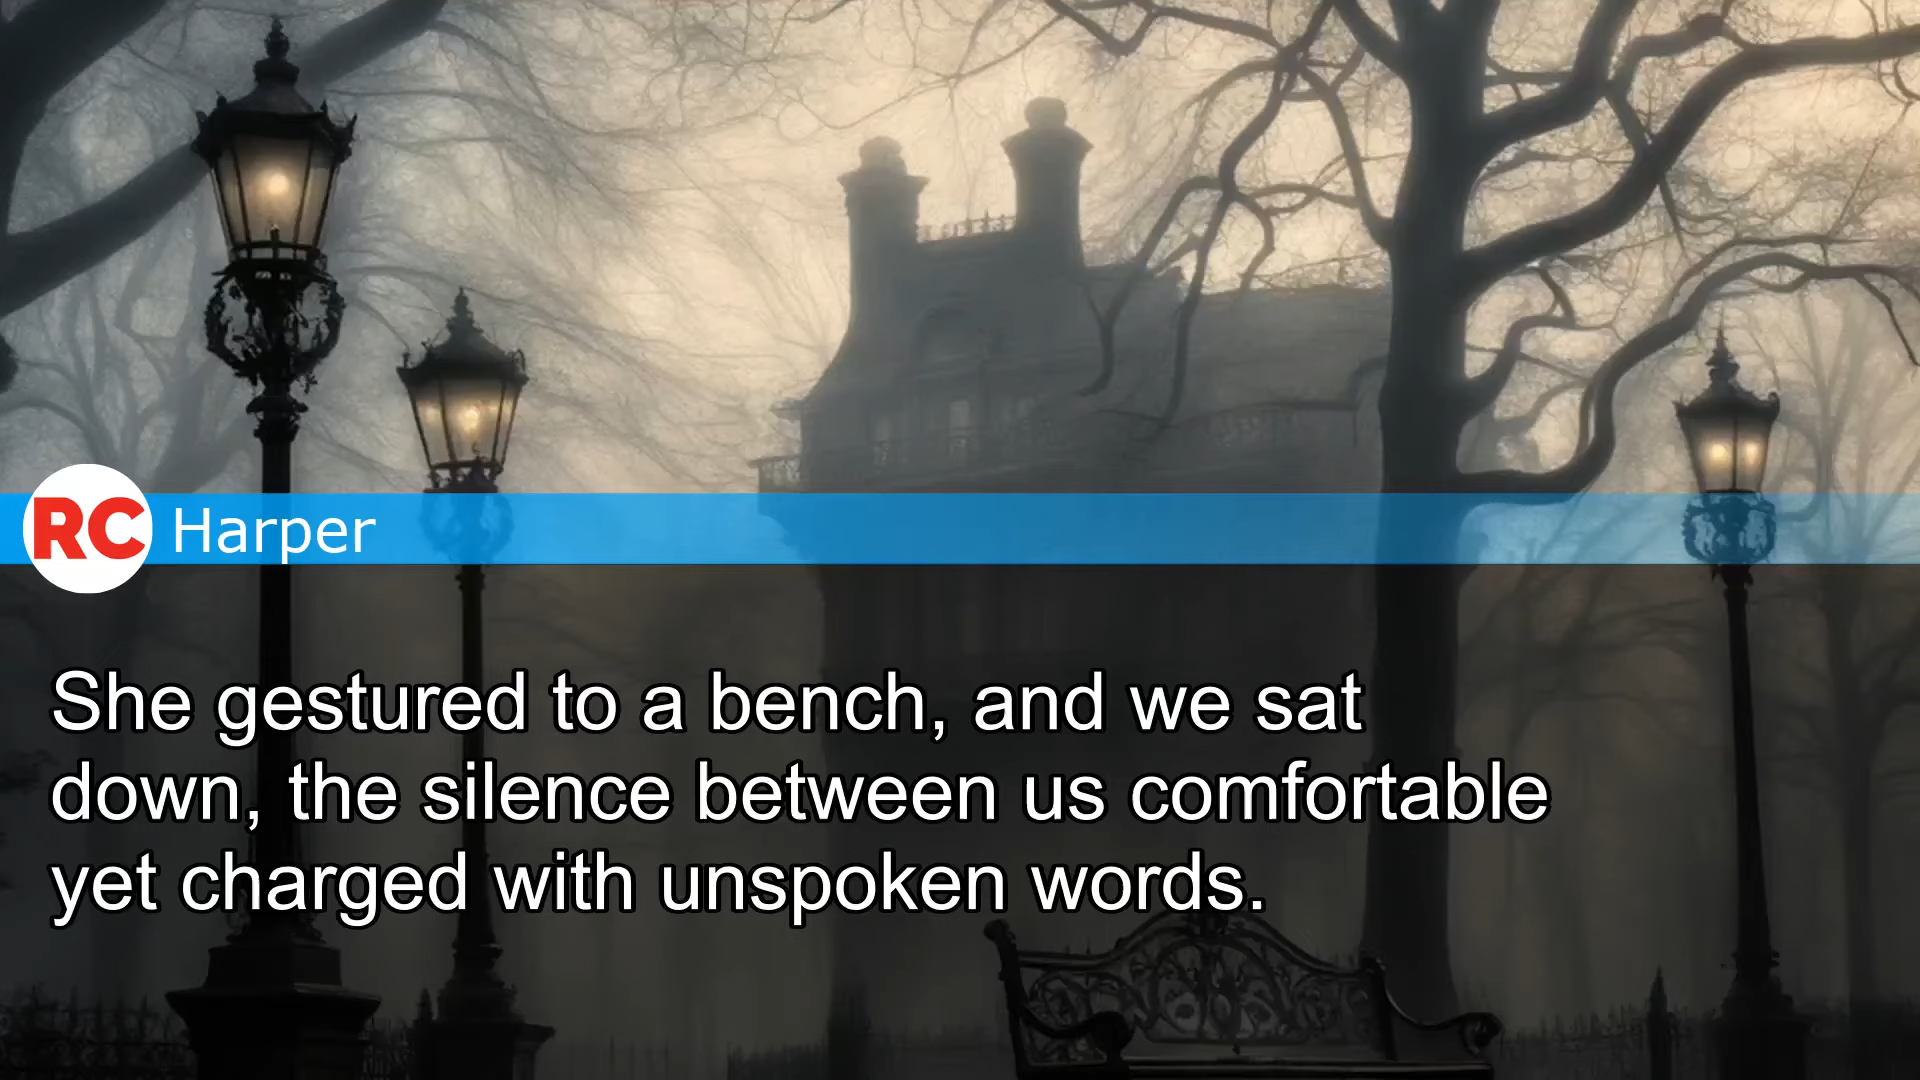 RC Harper
She gestured to a bench, and we sat
down, the silence between us comfortable
yet charged with unspoken words.